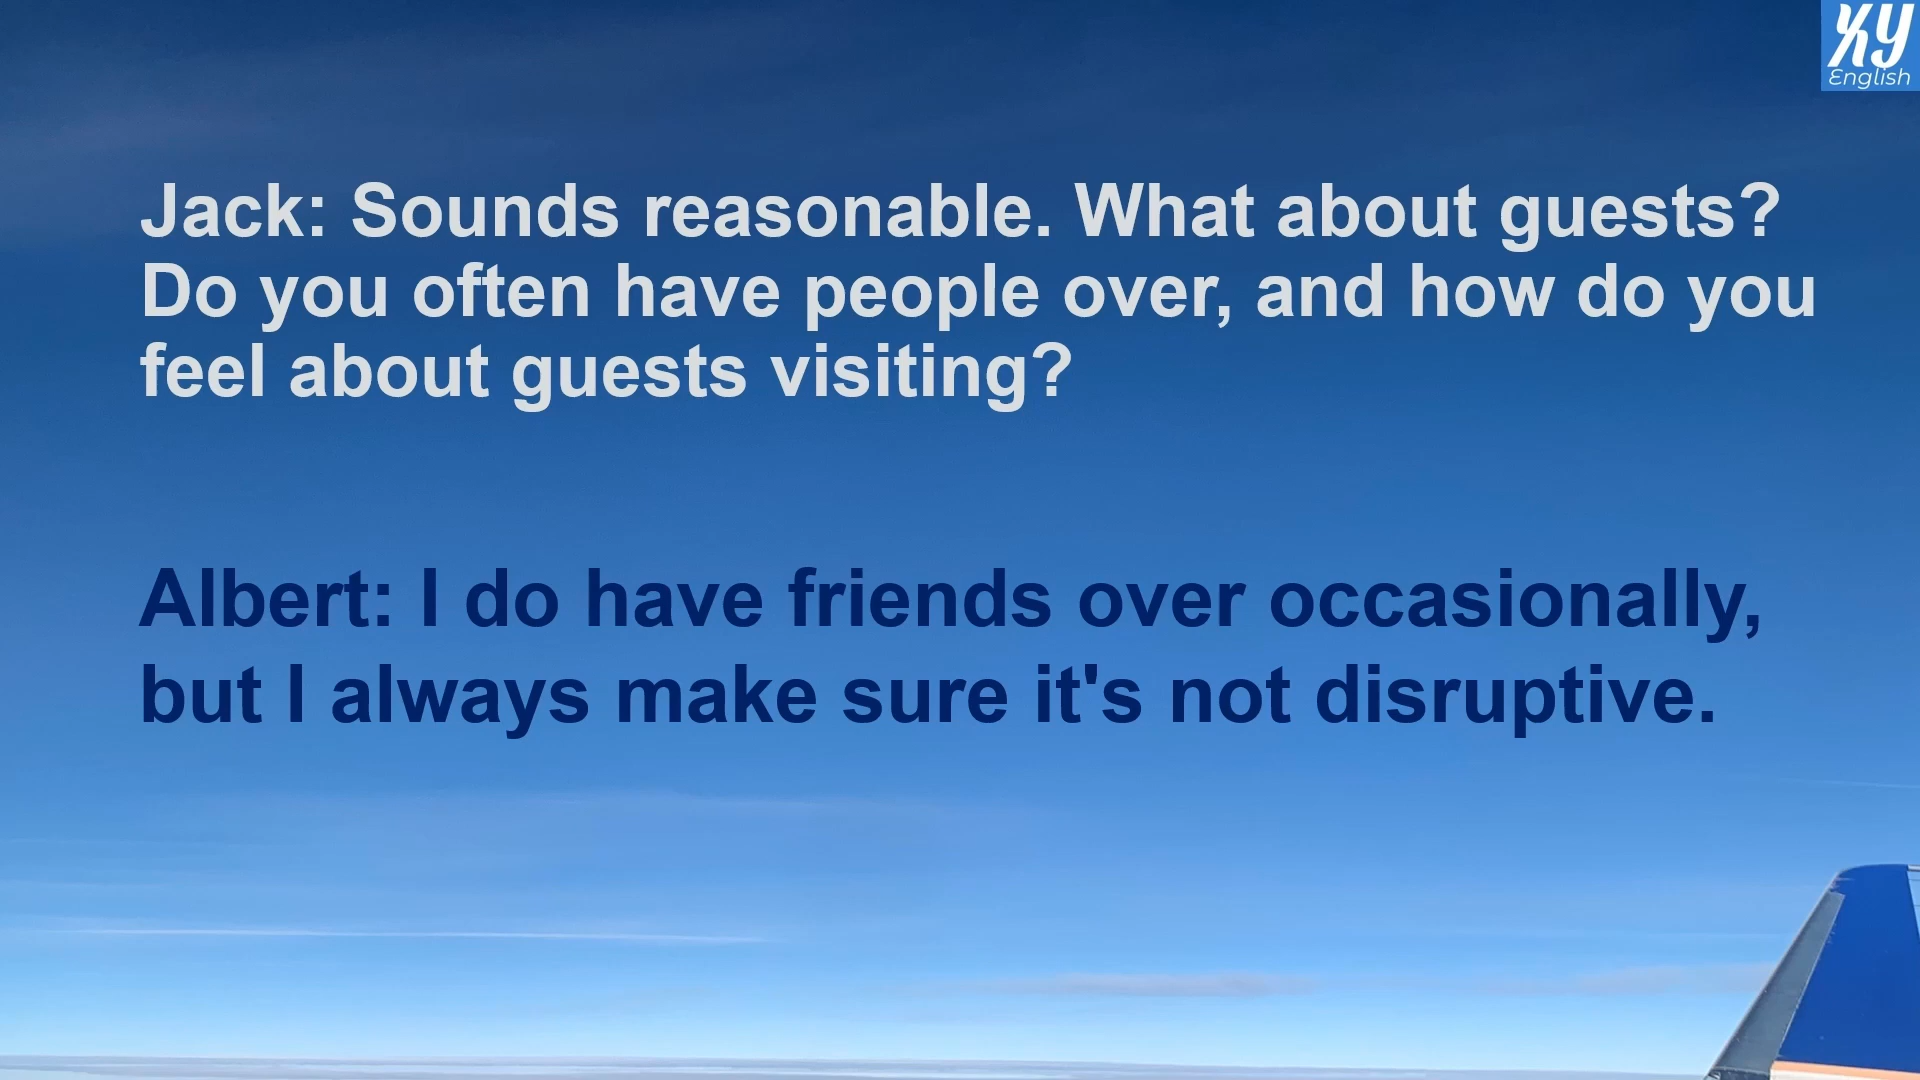 XY
English
Jack: Sounds reasonable. What about guests?
Do you often have people over, and how do you
feel about guests visiting?
Albert: I do have friends over occasionally,
but I always make sure it's not disruptive.